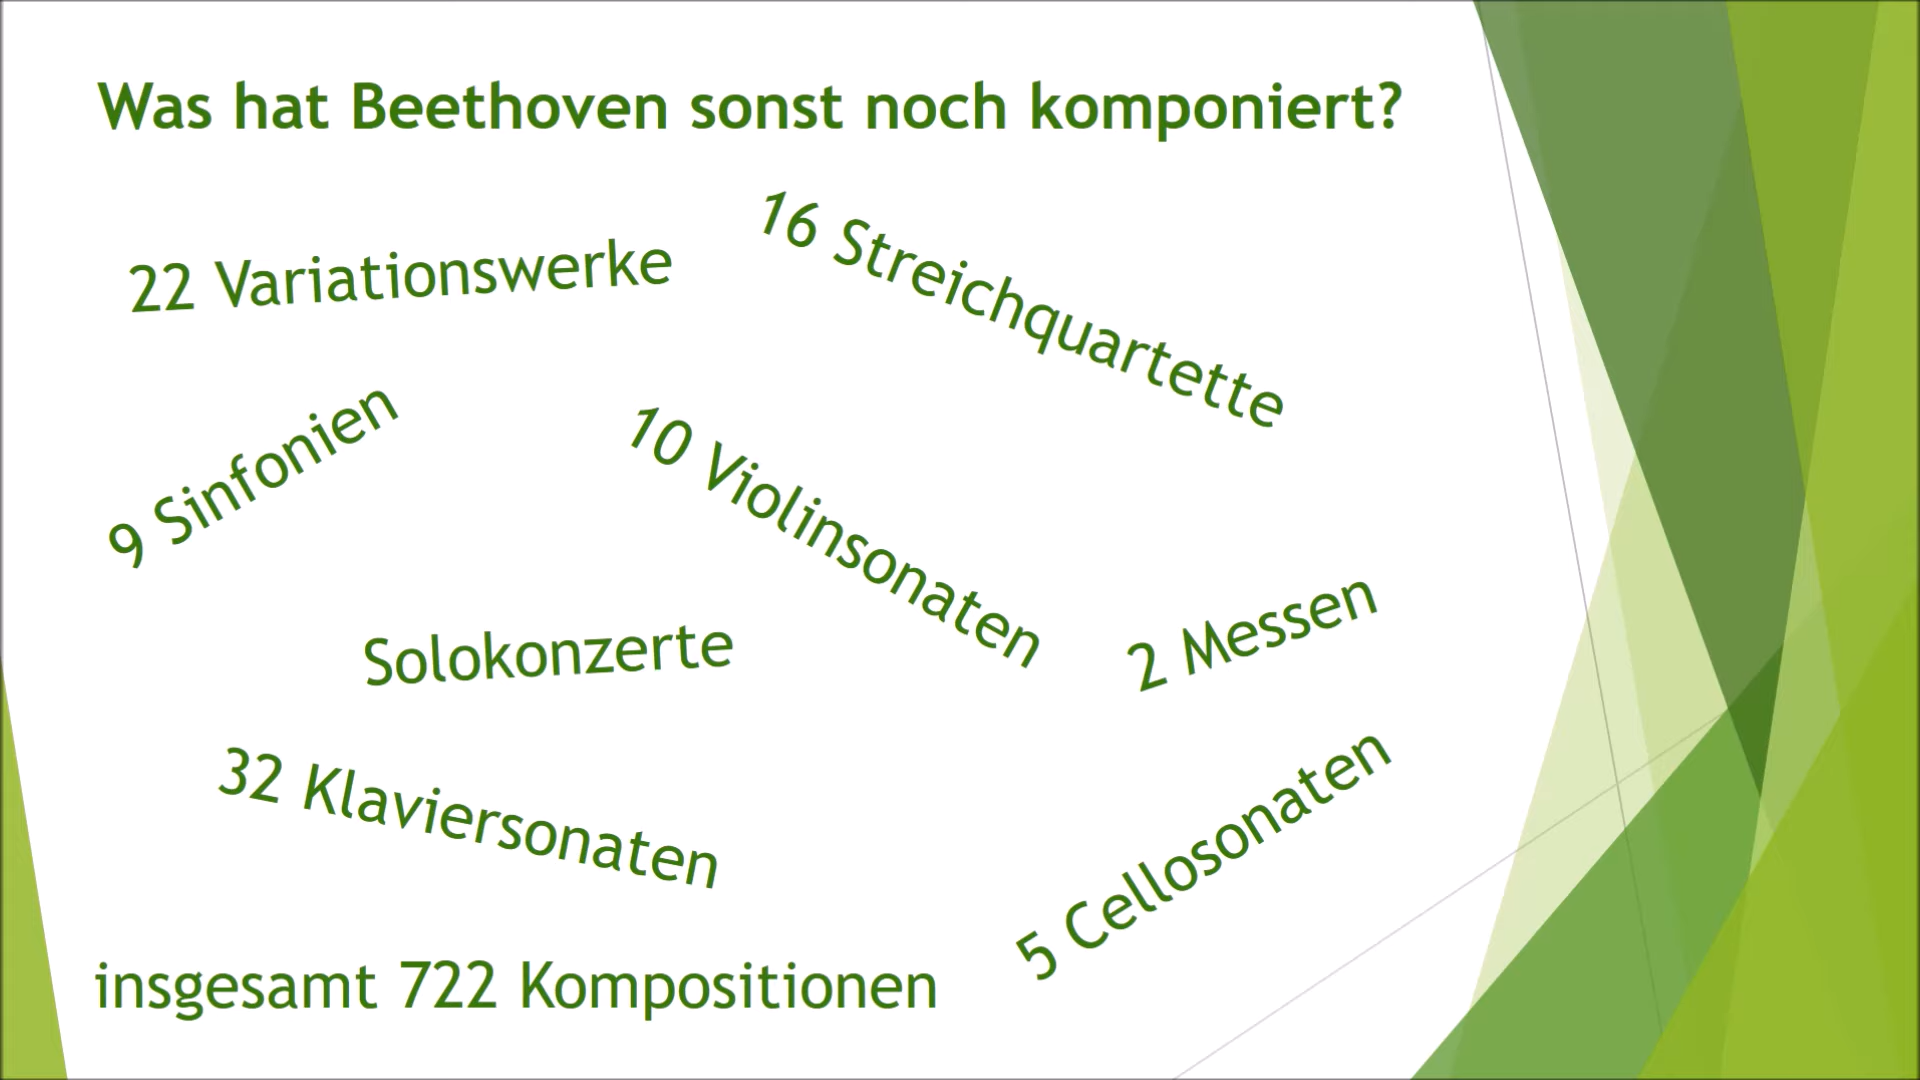 Was hat Beethoven sonst noch komponiert?
22 Variationswerke
16 Streichquartette
9 Sinfonien
10 Violinsonaten
Solokonzerte
2 Messen
32 Klaviersonaten
5 Cellosonaten
insgesamt 722 Kompositionen